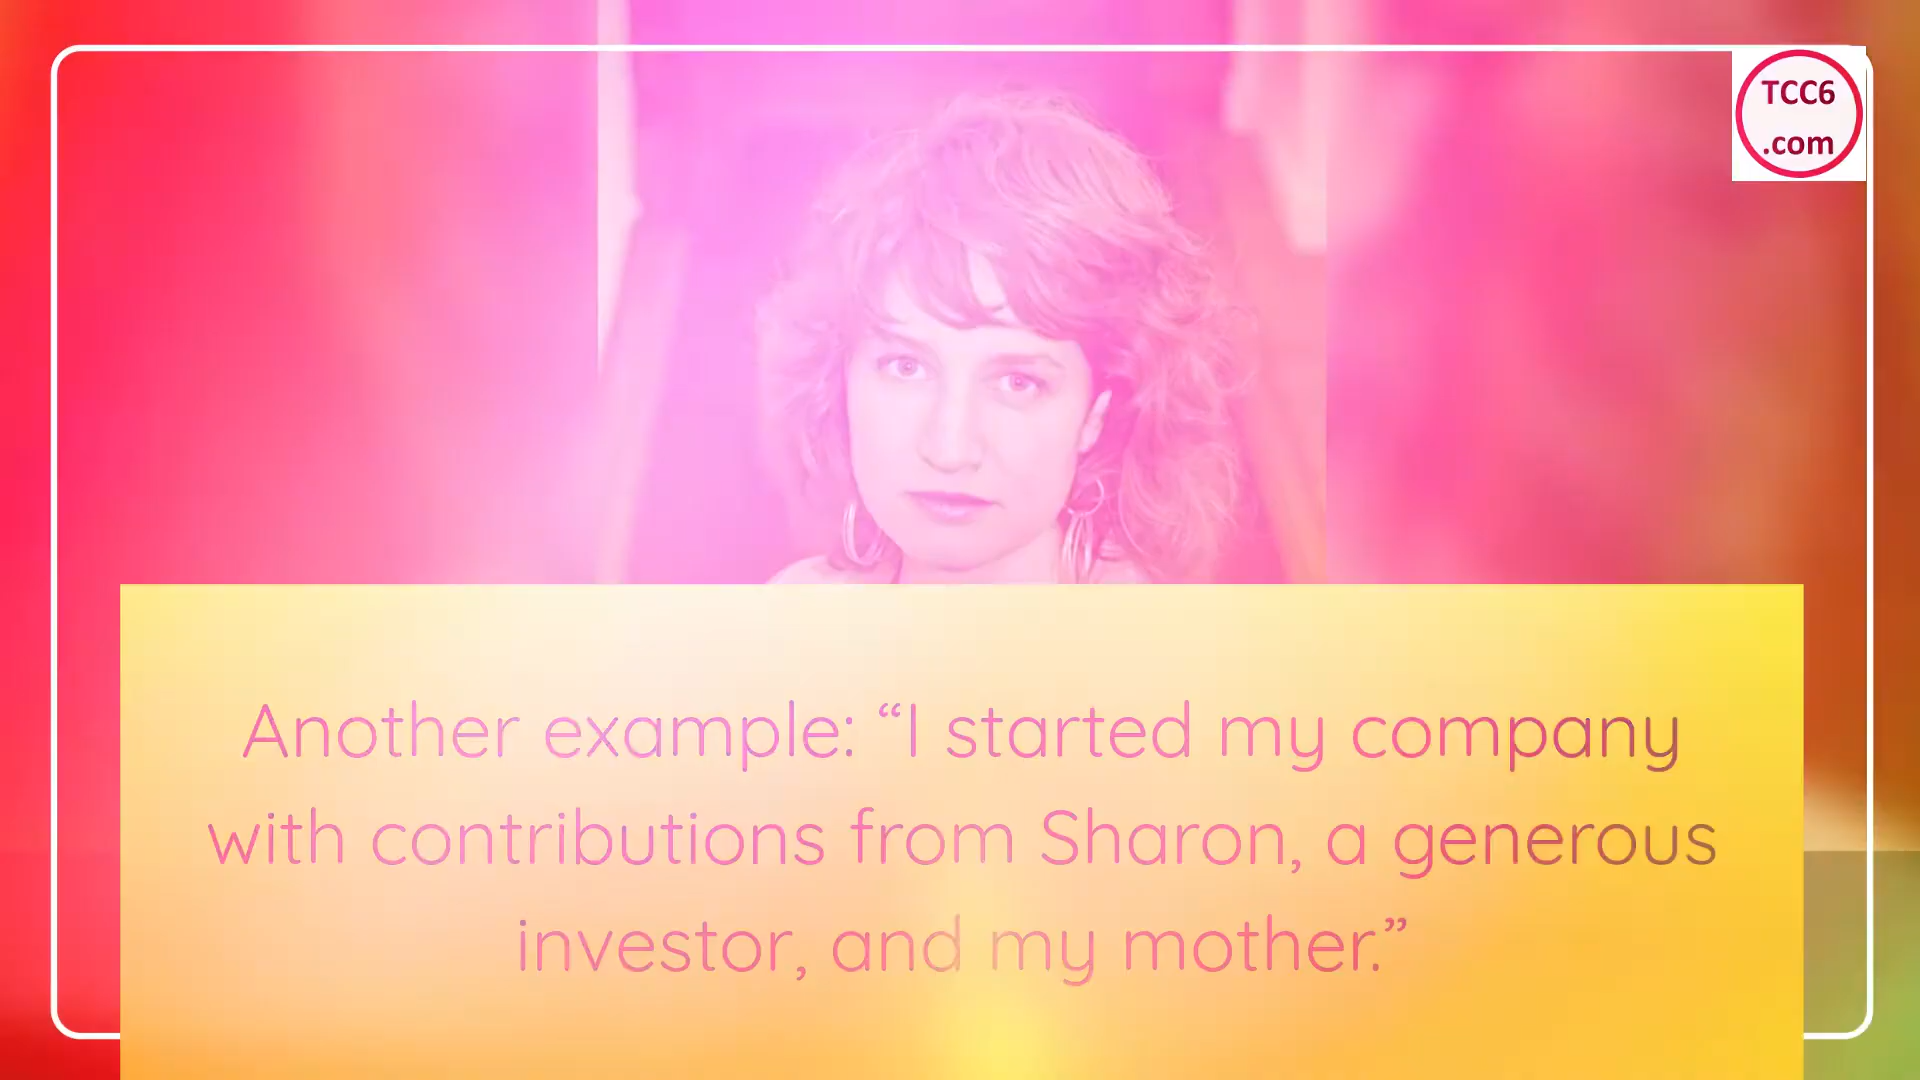 TCC6
.com
Another example: “I started my company
with contributions from Sharon, a generous
investor, and my mother.”